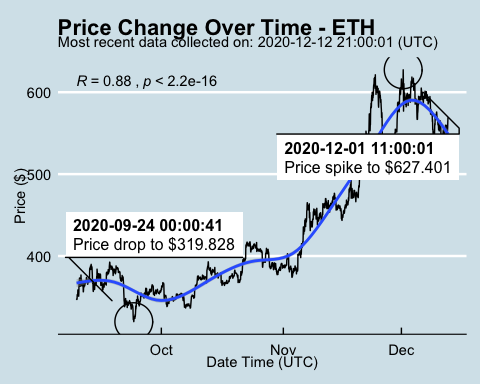 Price Change Over Time - ETH
Most recent data collected on: 2020-12-12 21:00:01 (UTC)
R = 0.88 , p < 2.2e-16
600
2020-12-01 11:00:01
Price spike to $627.401
500
Price ($)
2020-09-24 00:00:41
Price drop to $319.828
400
Oct Nov Dec
Date Time (UTC)